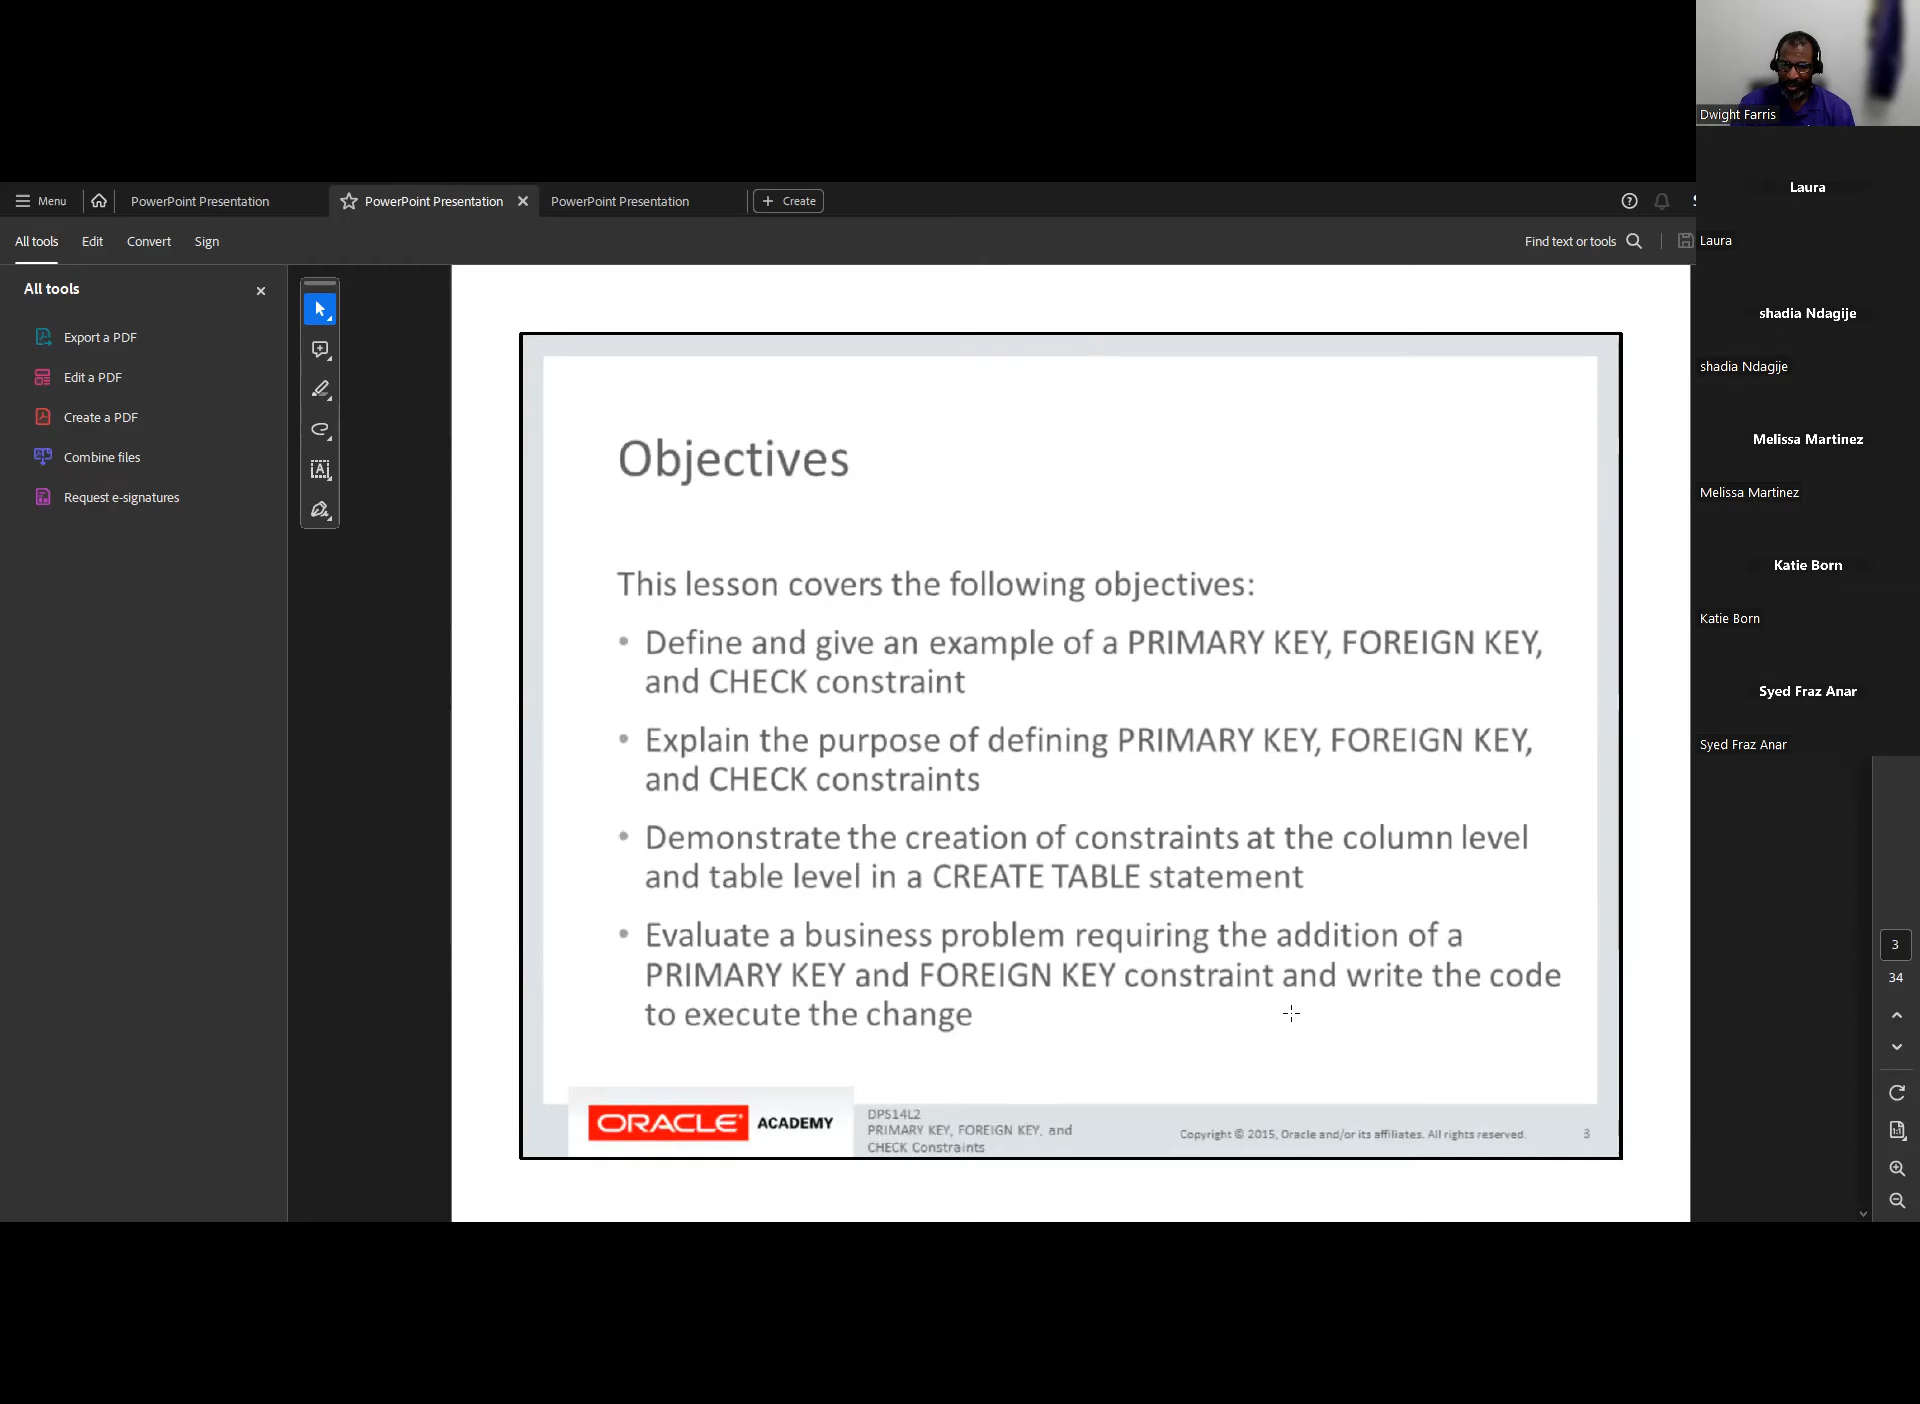 Dwight Farris
Laura
Laura
shadia Ndagije
shadia Ndagije
Melissa Martinez
Melissa Martinez
Katie Born
Katie Born
Syed Fraz Anar
Syed Fraz Anar
Menu
PowerPoint Presentation
PowerPoint Presentation
PowerPoint Presentation
Create
All tools
Edit
Convert
Sign
Find text or tools
All tools
Export a PDF
Edit a PDF
Create a PDF
Combine files
Request e-signatures
Objectives
This lesson covers the following objectives:
• Define and give an example of a PRIMARY KEY, FOREIGN KEY,
and CHECK constraint
• Explain the purpose of defining PRIMARY KEY, FOREIGN KEY,
and CHECK constraints
• Demonstrate the creation of constraints at the column level
and table level in a CREATE TABLE statement
• Evaluate a business problem requiring the addition of a
PRIMARY KEY and FOREIGN KEY constraint and write the code
to execute the change
ORACLE ACADEMY
DPS14L2
PRIMARY KEY, FOREIGN KEY, and
CHECK Constraints
Copyright © 2015, Oracle and/or its affiliates. All rights reserved.
3
3
34